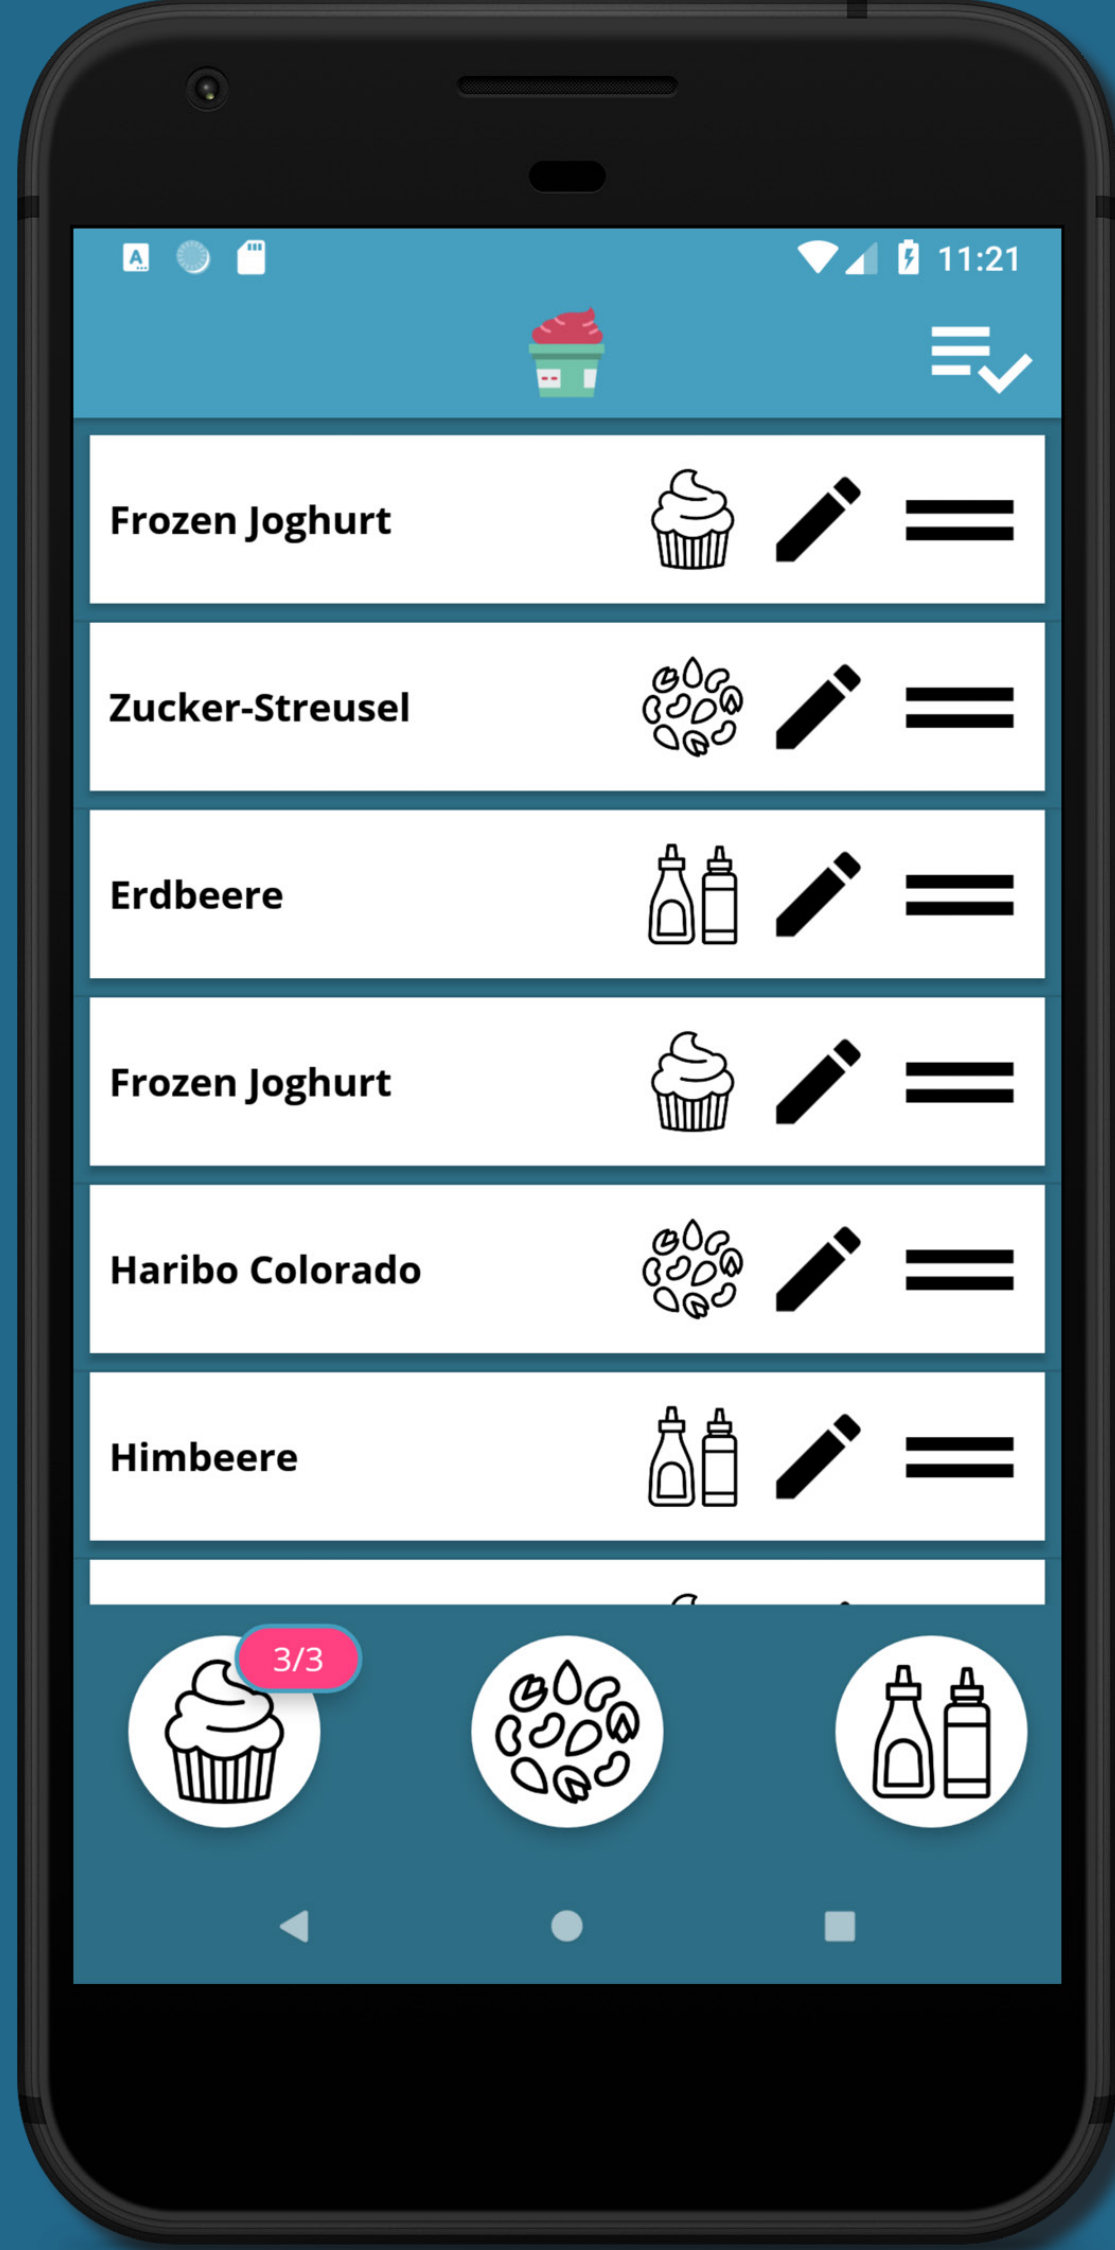 A
11:21
Frozen Joghurt
Zucker-Streusel
Erdbeere
Frozen Joghurt
Haribo Colorado
Himbeere
3/3